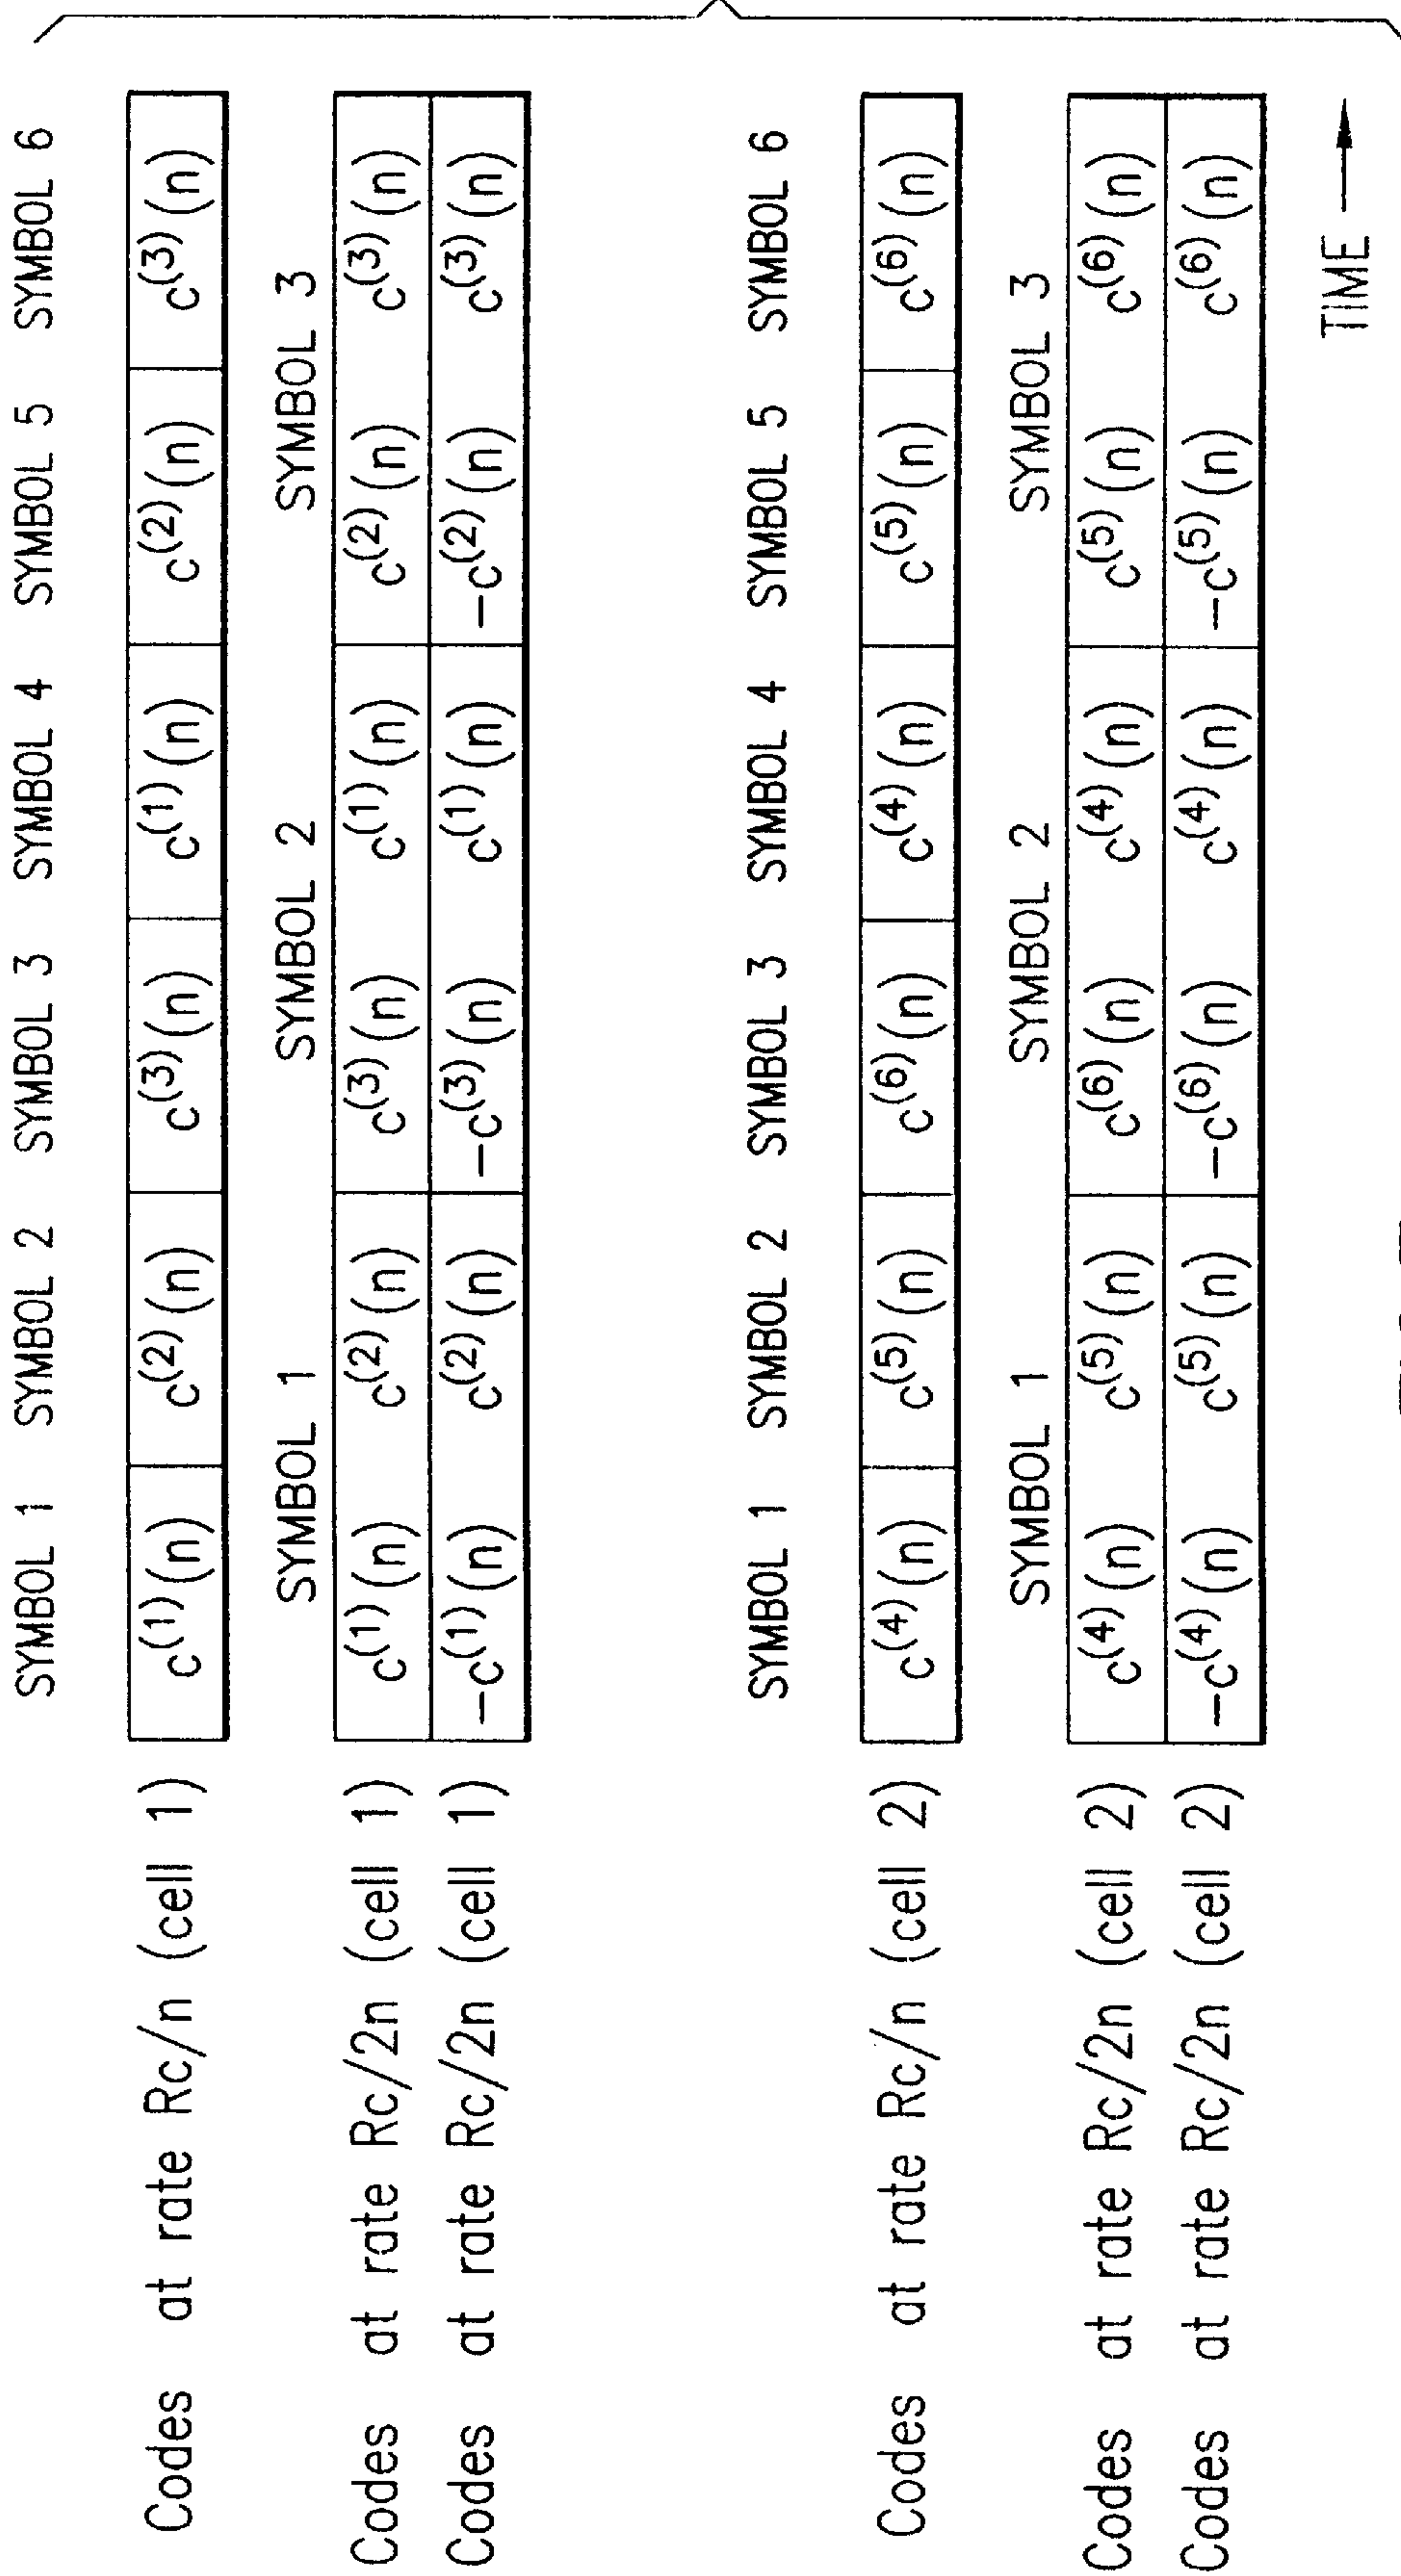 SYMBOL 1 SYMBOL 2 SYMBOL 3 SYMBOL 4 SYMBOL 5 SYMBOL 6
Codes at rate Rc/n (cell 1) c(1)(n) c(2)(n) c(3)(n) c(1)(n) c(2)(n) c(3)(n)
SYMBOL 1 SYMBOL 2 SYMBOL 3
Codes at rate Rc/2n (cell 1) c(1)(n) c(2)(n) c(3)(n) c(1)(n) c(2)(n) c(3)(n)
Codes at rate Rc/2n (cell 1) –c(1)(n) c(2)(n) –c(3)(n) c(1)(n) –c(2)(n) c(3)(n)
SYMBOL 1 SYMBOL 2 SYMBOL 3 SYMBOL 4 SYMBOL 5 SYMBOL 6
Codes at rate Rc/n (cell 2) c(4)(n) c(5)(n) c(6)(n) c(4)(n) c(5)(n) c(6)(n)
SYMBOL 1 SYMBOL 2 SYMBOL 3
Codes at rate Rc/2n (cell 2) c(4)(n) c(5)(n) c(6)(n) c(4)(n) c(5)(n) c(6)(n)
Codes at rate Rc/2n (cell 2) –c(4)(n) c(5)(n) –c(6)(n) c(4)(n) –c(5)(n) c(6)(n)
TIME